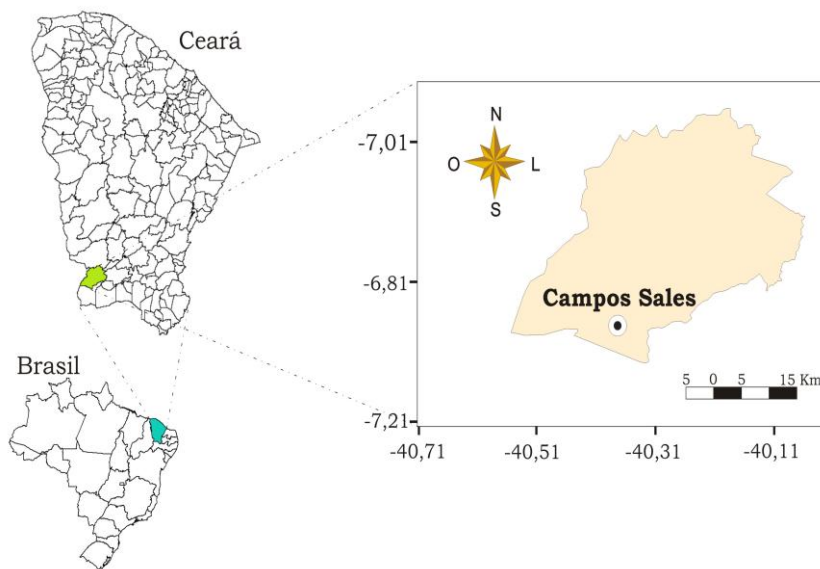 Ceará
Brasil
N
O
L
S
Campos Sales
5 0 5 15 Km
-7,01
-6,81
-7,21
-40,71 -40,51 -40,31 -40,11